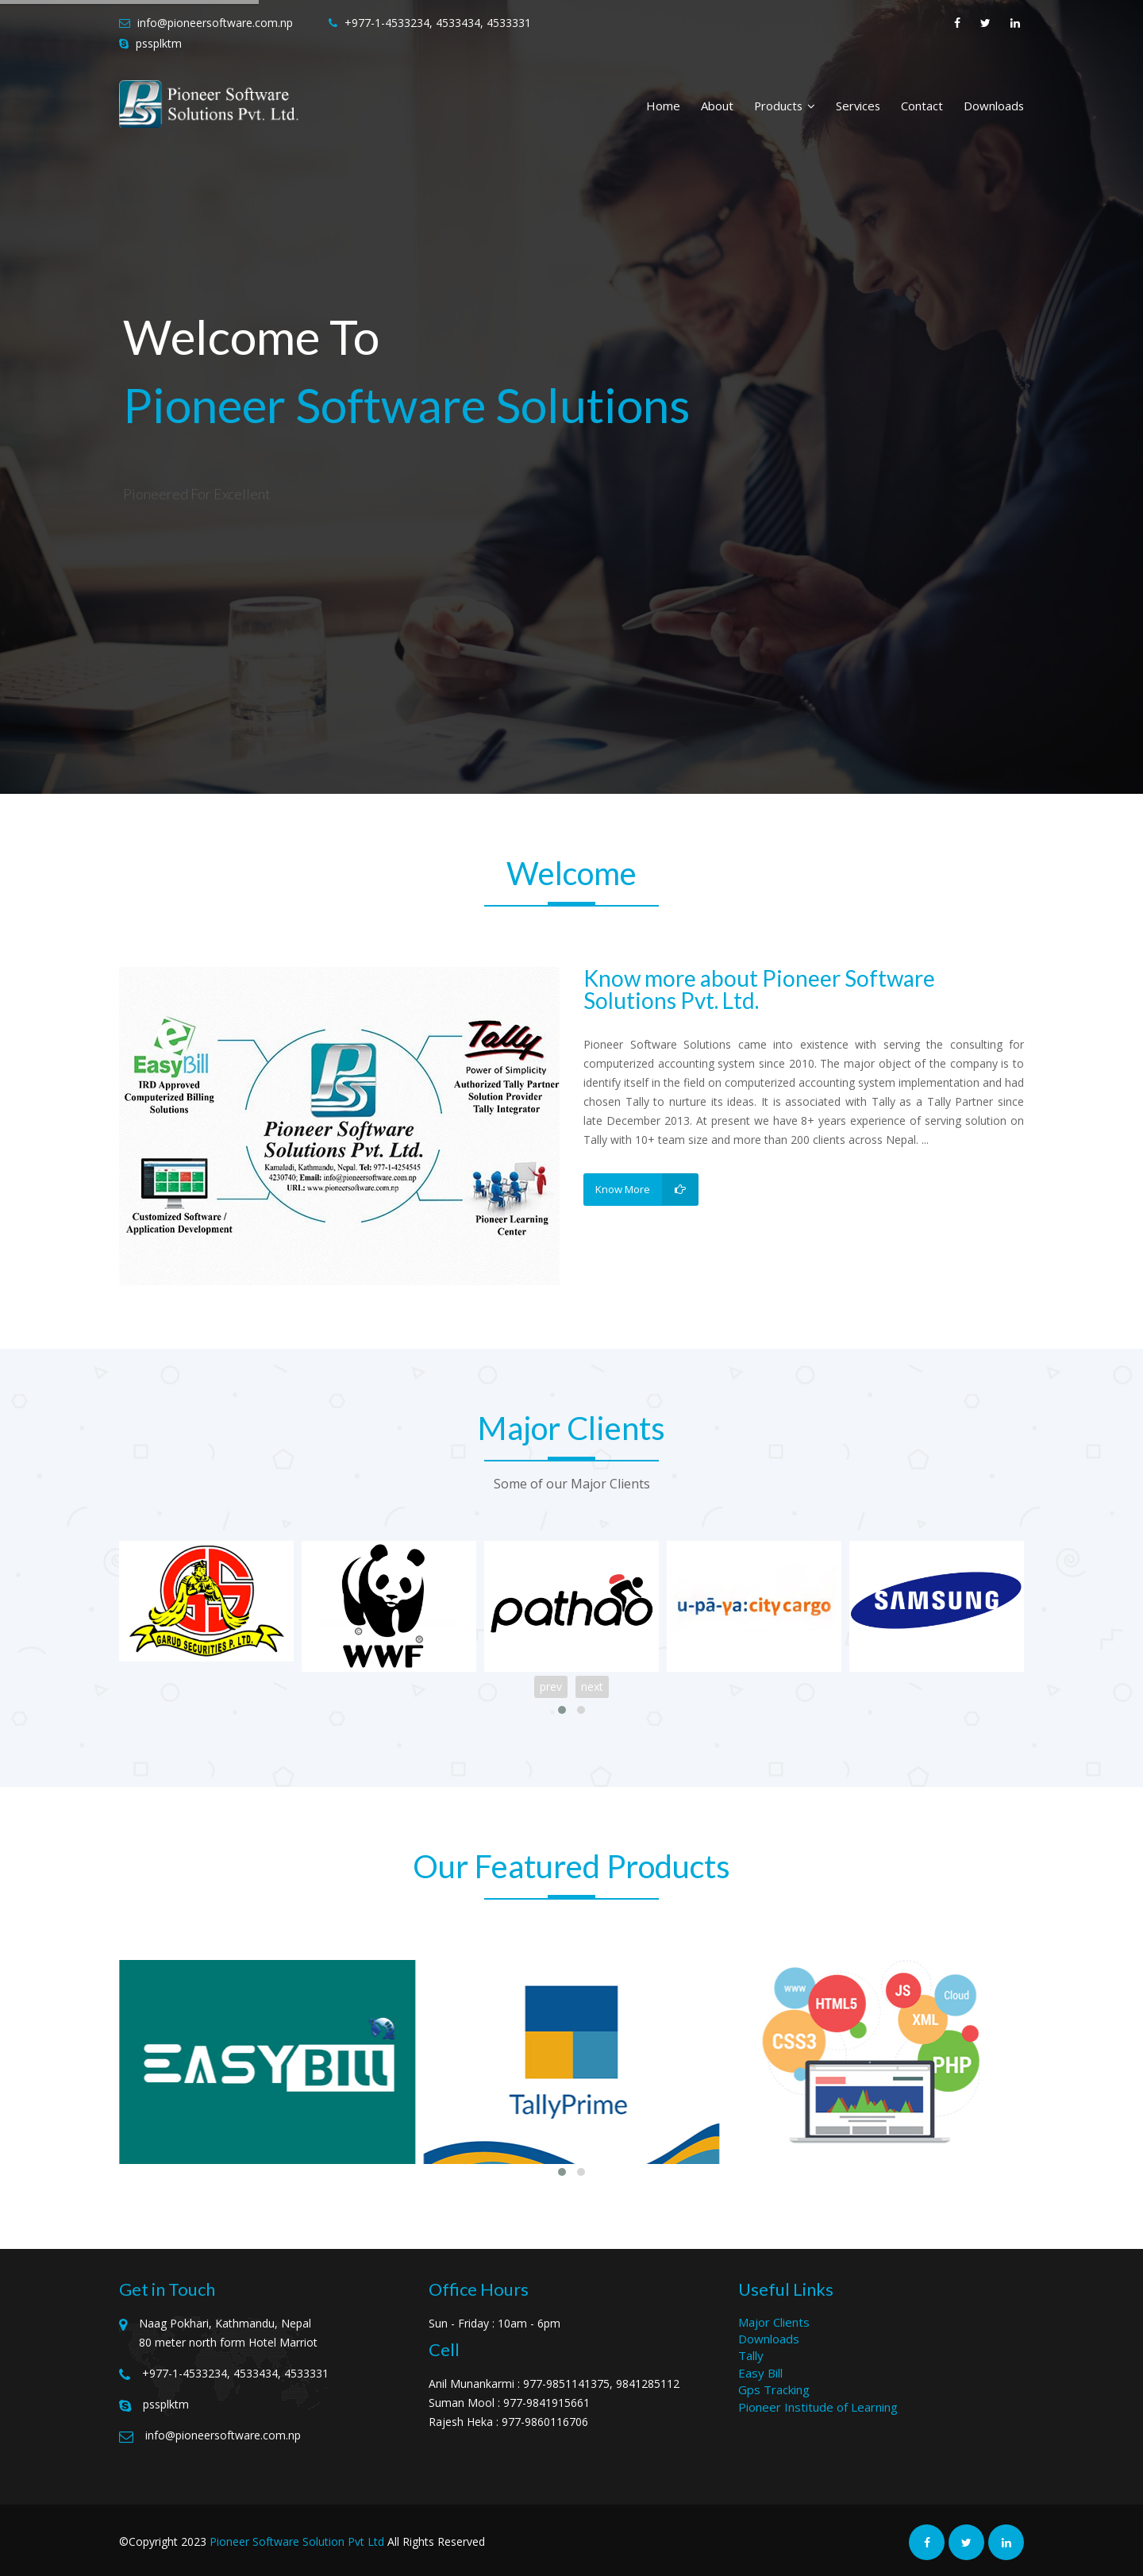 info@pioneersoftware.com.np
+977-1-4533234, 4533434, 4533331
pssplktm
Pioneer Software
Solutions Pvt. Ltd.
Home
About
Products
Services
Contact
Downloads
Welcome To
Pioneer Software Solutions
Pioneered For Excellent
Welcome
EasyBill
IRD Approved
Computerized Billing
Solutions
Tally
Power of Simplicity
Authorized Tally Partner
Solution Provider
Tally Integrator
Pioneer Software
Solutions Pvt. Ltd.
Kamaladi, Kathmandu, Nepal. Tel: 977-1-4254545
4230740; Email: info@pioneersoftware.com.np
URL: www.pioneersoftware.com.np
Customized Software /
Application Development
Pioneer Learning
Center
Know more about Pioneer Software
Solutions Pvt. Ltd.
Pioneer Software Solutions came into existence with serving the consulting for
computerized accounting system since 2010. The major object of the company is to
identify itself in the field on computerized accounting system implementation and had
chosen Tally to nurture its ideas. It is associated with Tally as a Tally Partner since
late December 2013. At present we have 8+ years experience of serving solution on
Tally with 10+ team size and more than 200 clients across Nepal. ...
Know More
Major Clients
Some of our Major Clients
GARUD SECURITIES P. LTD.
WWF
pathao
u-pā-ya:city cargo
SAMSUNG
prev
next
Our Featured Products
EASYBILL
TallyPrime
www
HTML5
CSS3
JS
XML
Cloud
PHP
Get in Touch
Naag Pokhari, Kathmandu, Nepal
80 meter north form Hotel Marriot
+977-1-4533234, 4533434, 4533331
pssplktm
info@pioneersoftware.com.np
Office Hours
Sun - Friday : 10am - 6pm
Cell
Anil Munankarmi : 977-9851141375, 9841285112
Suman Mool : 977-9841915661
Rajesh Heka : 977-9860116706
Useful Links
Major Clients
Downloads
Tally
Easy Bill
Gps Tracking
Pioneer Institude of Learning
©Copyright 2023 Pioneer Software Solution Pvt Ltd All Rights Reserved